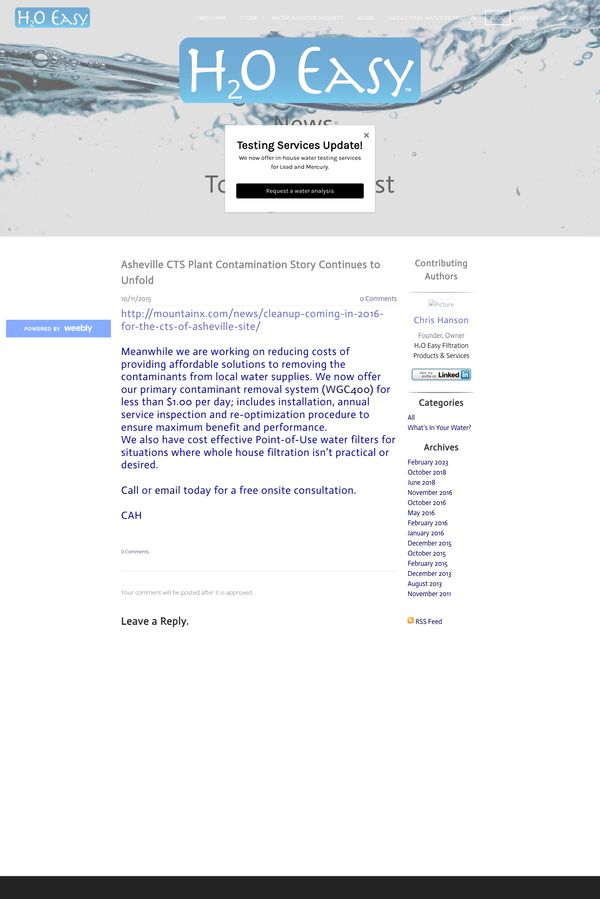 H2O Easy
WELCOME STORE WATER ANALYSIS REQUEST HOME HASSLE-FREE WATER FILTRATION BLOG ABOUT US MORE...
H2O Easy™
News
Testing Services Update!
We now offer in-house water testing services
for Lead and Mercury.
Request a water analysis
Asheville CTS Plant Contamination Story Continues to
Unfold
10/11/2015
0 Comments
http://mountainx.com/news/cleanup-coming-in-2016-
for-the-cts-of-asheville-site/
Meanwhile we are working on reducing costs of
providing affordable solutions to removing the
contaminants from local water supplies. We now offer
our primary contaminant removal system (WGC400) for
less than $1.00 per day; includes installation, annual
service inspection and re-optimization procedure to
ensure maximum benefit and performance.
We also have cost effective Point-of-Use water filters for
situations where whole house filtration isn't practical or
desired.
Call or email today for a free onsite consultation.
CAH
0 Comments
Your comment will be posted after it is approved.
Leave a Reply.
Contributing
Authors
Picture
Chris Hanson
Founder, Owner
H2O Easy Filtration
Products & Services
View my profile on LinkedIn
Categories
All
What's In Your Water?
Archives
February 2023
October 2018
June 2018
November 2016
October 2016
May 2016
February 2016
January 2016
December 2015
October 2015
February 2015
December 2013
August 2013
November 2011
RSS Feed
POWERED BY weebly